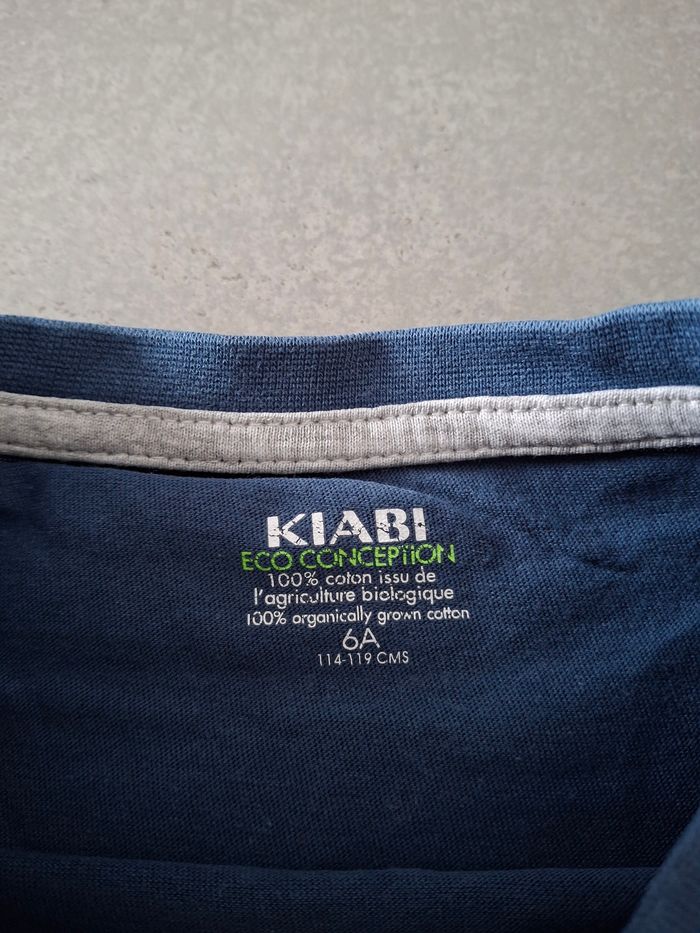 KIABI
ECO CONCEPTION
100% coton issu de
l'agriculture biologique
100% organically grown cotton
6A
114-119 CMS